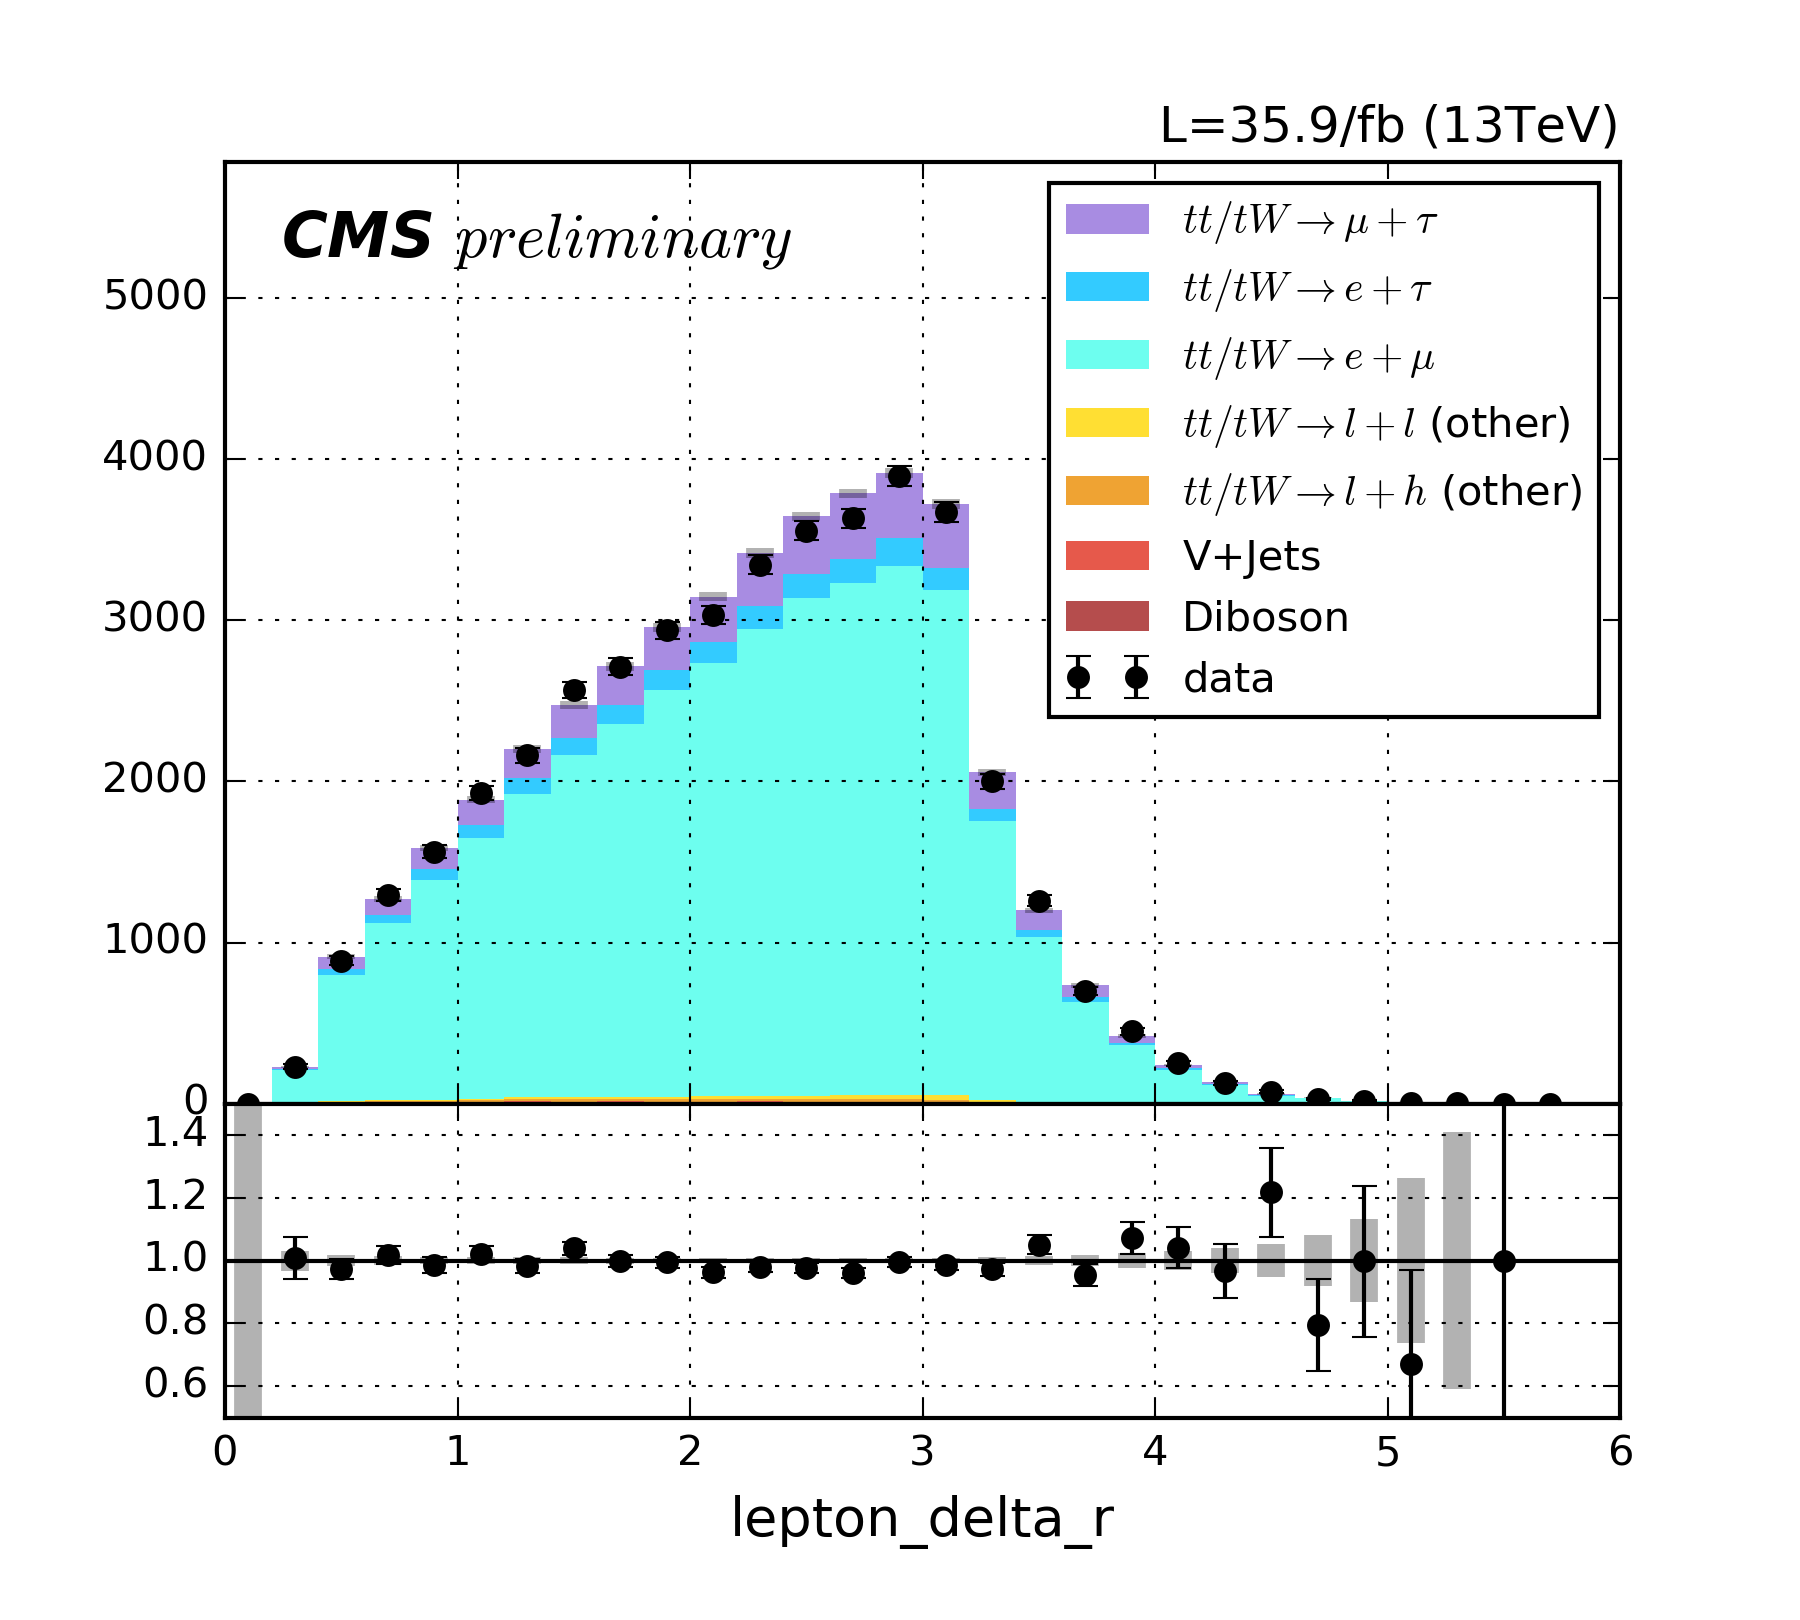 L=35.9/fb (13TeV)
CMS preliminary
tt/tW → μ + τ
tt/tW → e + τ
tt/tW → e + μ
tt/tW → l + l (other)
tt/tW → l + h (other)
V+Jets
Diboson
data
5000
4000
3000
2000
1000
0
1.4
1.2
1.0
0.8
0.6
0 1 2 3 4 5 6
lepton_delta_r